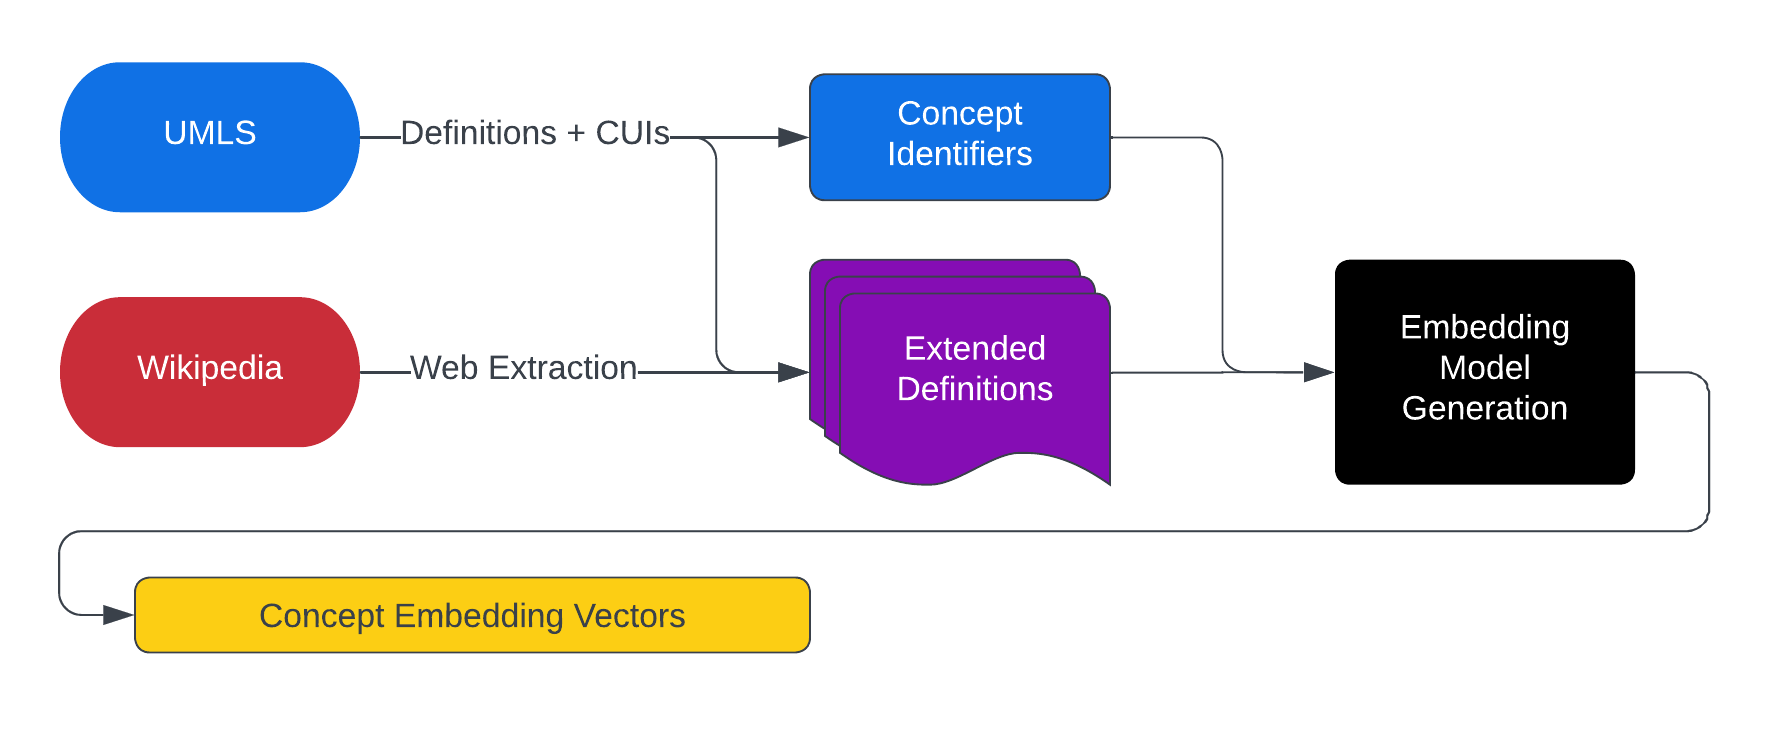 UMLS
Definitions + CUIs
Concept
Identifiers
Wikipedia
Web Extraction
Extended
Definitions
Embedding
Model
Generation
Concept Embedding Vectors